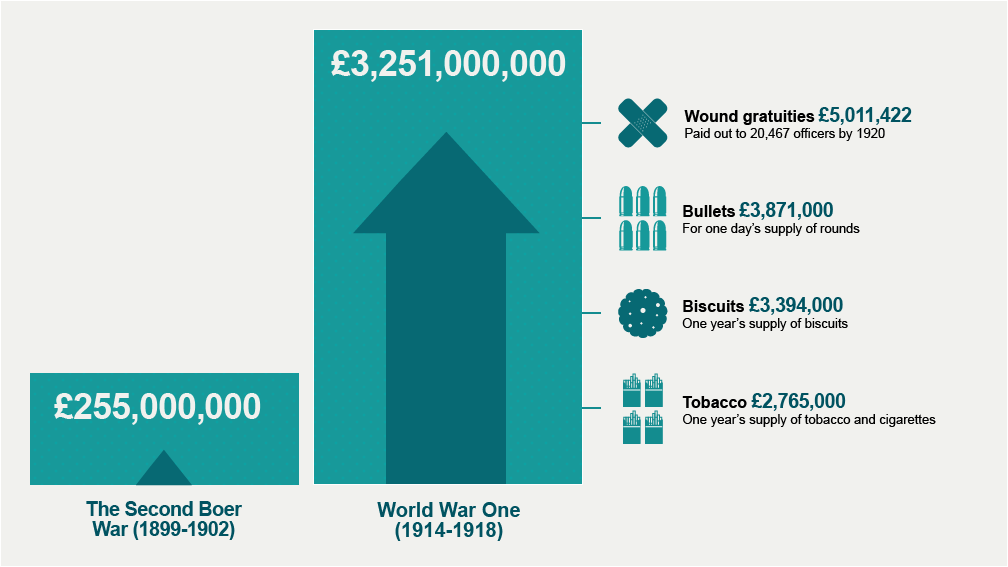 £3,251,000,000
£255,000,000
The Second Boer
War (1899-1902)
World War One
(1914-1918)
Wound gratuities £5,011,422
Paid out to 20,467 officers by 1920
Bullets £3,871,000
For one day's supply of rounds
Biscuits £3,394,000
One year's supply of biscuits
Tobacco £2,765,000
One year's supply of tobacco and cigarettes